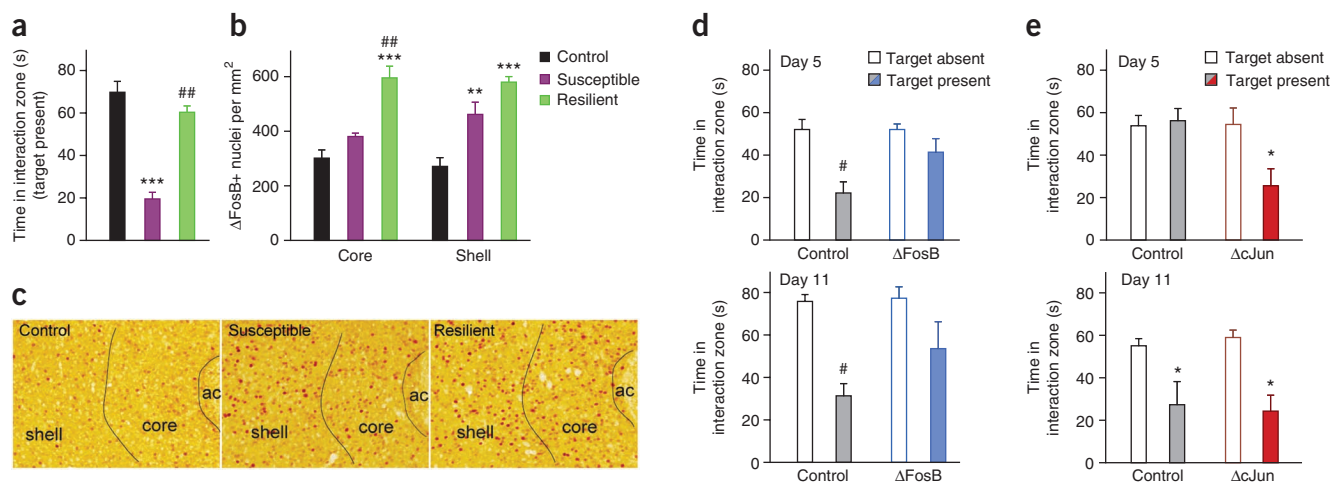 a
Time in interaction zone (s)
(target present)
80
60
40
20
0
***
##
b
ΔFosB+ nuclei per mm²
600
400
200
0
##
***
**
***
Core
Shell
Control
Susceptible
Resilient
c
Control
shell
core
ac
Susceptible
shell
core
ac
Resilient
shell
core
ac
d
Day 5
Target absent
Target present
Time in
interaction zone (s)
80
60
40
20
0
#
Control
ΔFosB
Day 11
Time in
interaction zone (s)
80
60
40
20
0
#
Control
ΔFosB
e
Day 5
Target absent
Target present
Time in
interaction zone (s)
80
60
40
20
0
*
Control
ΔcJun
Day 11
Time in
interaction zone (s)
80
60
40
20
0
*
*
Control
ΔcJun